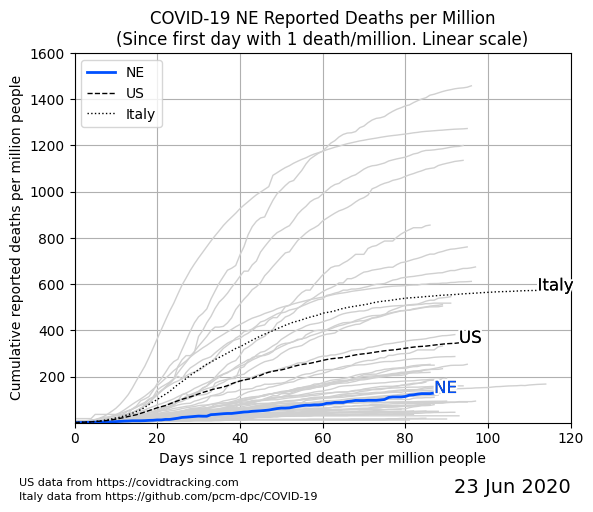 COVID-19 NE Reported Deaths per Million
(Since first day with 1 death/million. Linear scale)
Cumulative reported deaths per million people
1600
1400
1200
1000
800
600
400
200
NE
US
Italy
Italy
US
NE
0
20
40
60
80
100
120
Days since 1 reported death per million people
US data from https://covidtracking.com
Italy data from https://github.com/pcm-dpc/COVID-19
23 Jun 2020